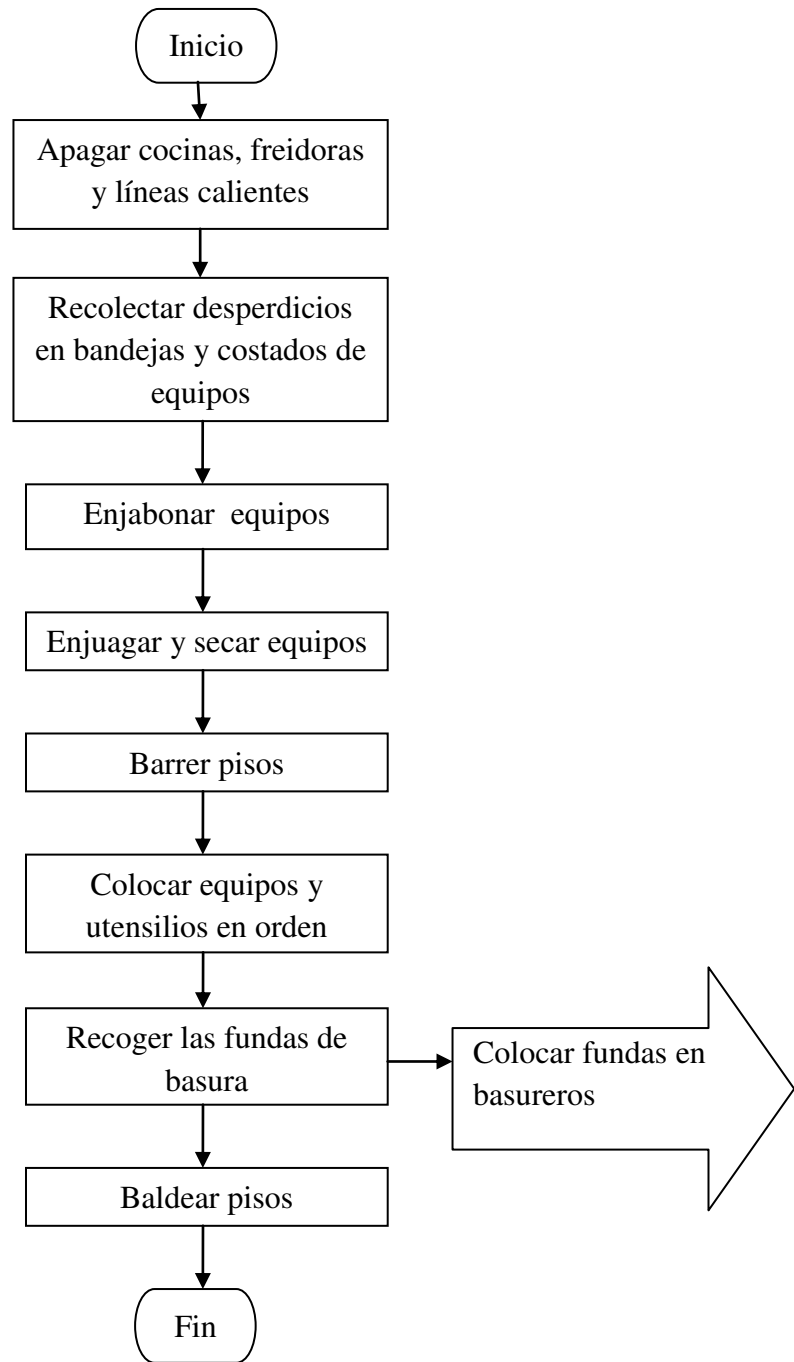 Inicio
Apagar cocinas, freidoras
y líneas calientes
Recolectar desperdicios
en bandejas y costados de
equipos
Enjabonar equipos
Enjuagar y secar equipos
Barrer pisos
Colocar equipos y
utensilios en orden
Recoger las fundas de
basura
Colocar fundas en
basureros
Baldear pisos
Fin